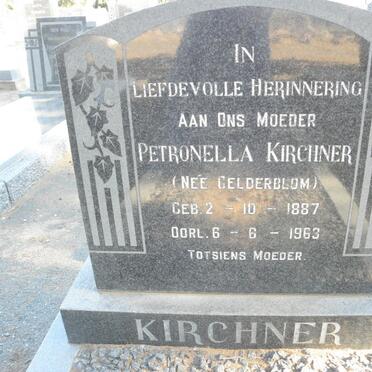 IN
LIEFDEVOLLE HERINNERING
AAN ONS MOEDER
PETRONELLA KIRCHNER
(NEÉ GELDERBLOM)
GEB. 2 - 10 - 1887
OORL. 6 - 6 - 1963
TOTSIENS MOEDER.
KIRCHNER